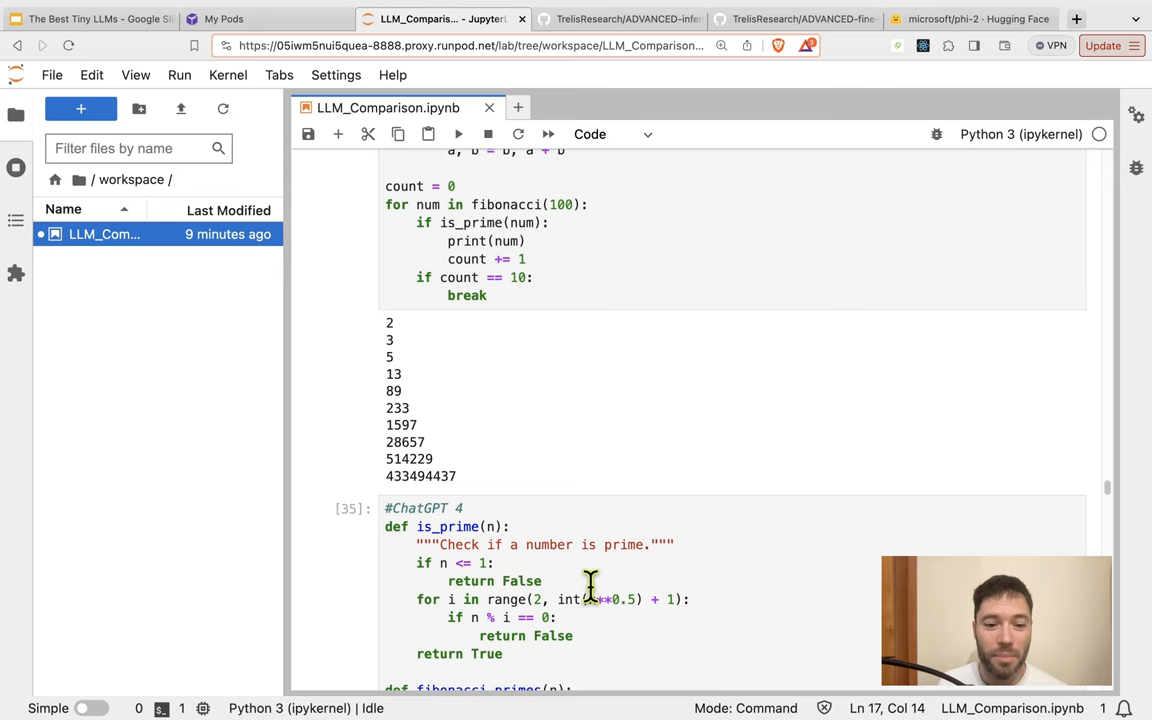 The Best Tiny LLMs - Google Sli
My Pods
LLM_Comparis... - JupyterL
TrelisResearch/ADVANCED-infer
TrelisResearch/ADVANCED-fine-
microsoft/phi-2 · Hugging Face
https://05iwm5nui5quea-8888.proxy.runpod.net/lab/tree/workspace/LLM_Comparison...
3
VPN
Update
File Edit View Run Kernel Tabs Settings Help
LLM_Comparison.ipynb
Code
Python 3 (ipykernel)
Filter files by name
/ workspace /
Name
Last Modified
LLM_Com...
9 minutes ago
a, b = b, a + b
count = 0
for num in fibonacci(100):
if is_prime(num):
print(num)
count += 1
if count == 10:
break
2
3
5
13
89
233
1597
28657
514229
433494437
[35]:
#ChatGPT 4
def is_prime(n):
"""Check if a number is prime."""
if n <= 1:
return False
for i in range(2, int(n**0.5) + 1):
if n % i == 0:
return False
return True
def fibonacci_primes(n):
Simple
0
1
Python 3 (ipykernel) | Idle
Mode: Command
Ln 17, Col 14
LLM_Comparison.ipynb
1